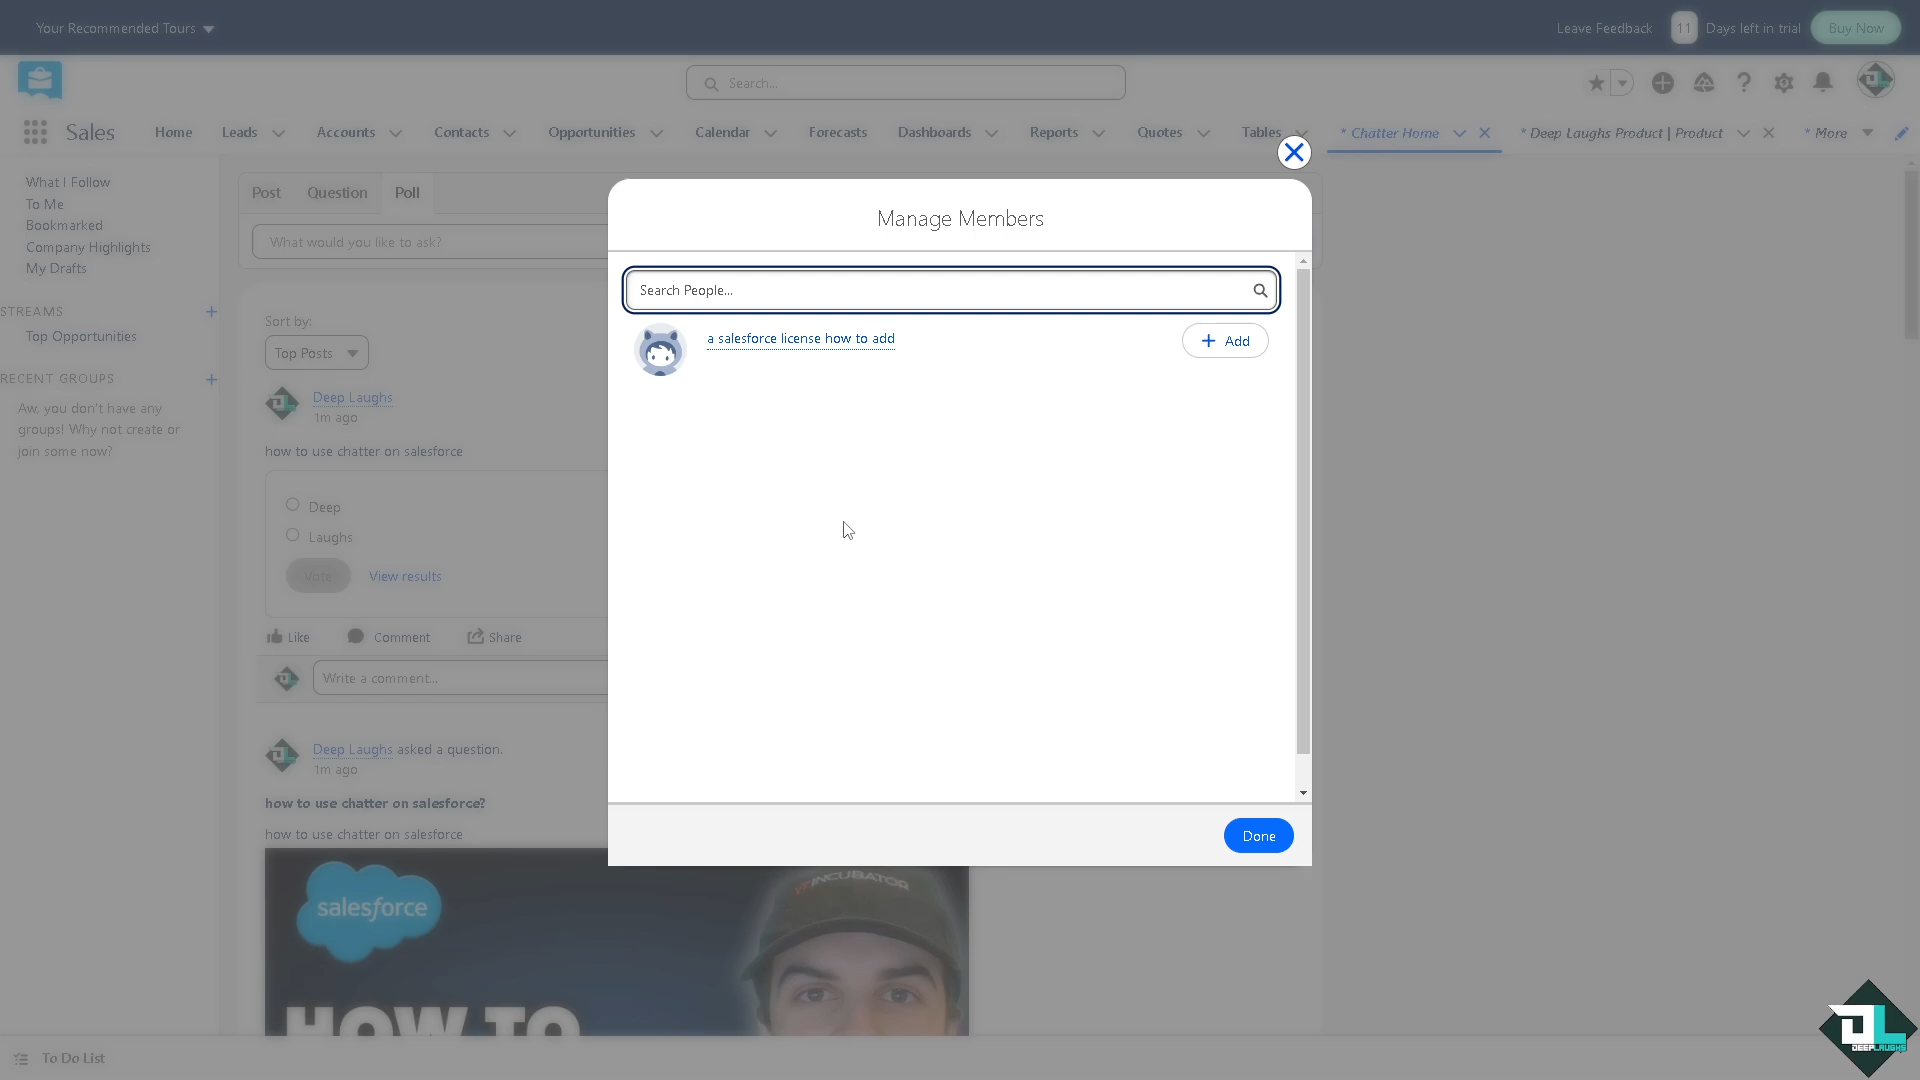 Your Recommended Tours
Leave Feedback
11
Days left in trial
Buy Now
Search...
Sales
Home
Leads
Accounts
Contacts
Opportunities
Calendar
Forecasts
Dashboards
Reports
Quotes
Tables
* Chatter Home
* Deep Laughs Product | Product
* More
What I Follow
To Me
Bookmarked
Company Highlights
My Drafts
STREAMS
Top Opportunities
RECENT GROUPS
Aw, you don't have any
groups! Why not create or
join some now?
Post
Question
Poll
What would you like to ask?
Sort by:
Top Posts
Deep Laughs
1m ago
how to use chatter on salesforce
Deep
Laughs
Vote
View results
Like
Comment
Share
Write a comment...
Deep Laughs asked a question.
1m ago
how to use chatter on salesforce?
how to use chatter on salesforce
salesforce
INCUBATOR
HOW TO
Manage Members
Search People...
a salesforce license how to add
Add
Done
To Do List
DL
DEEPLAUGHS